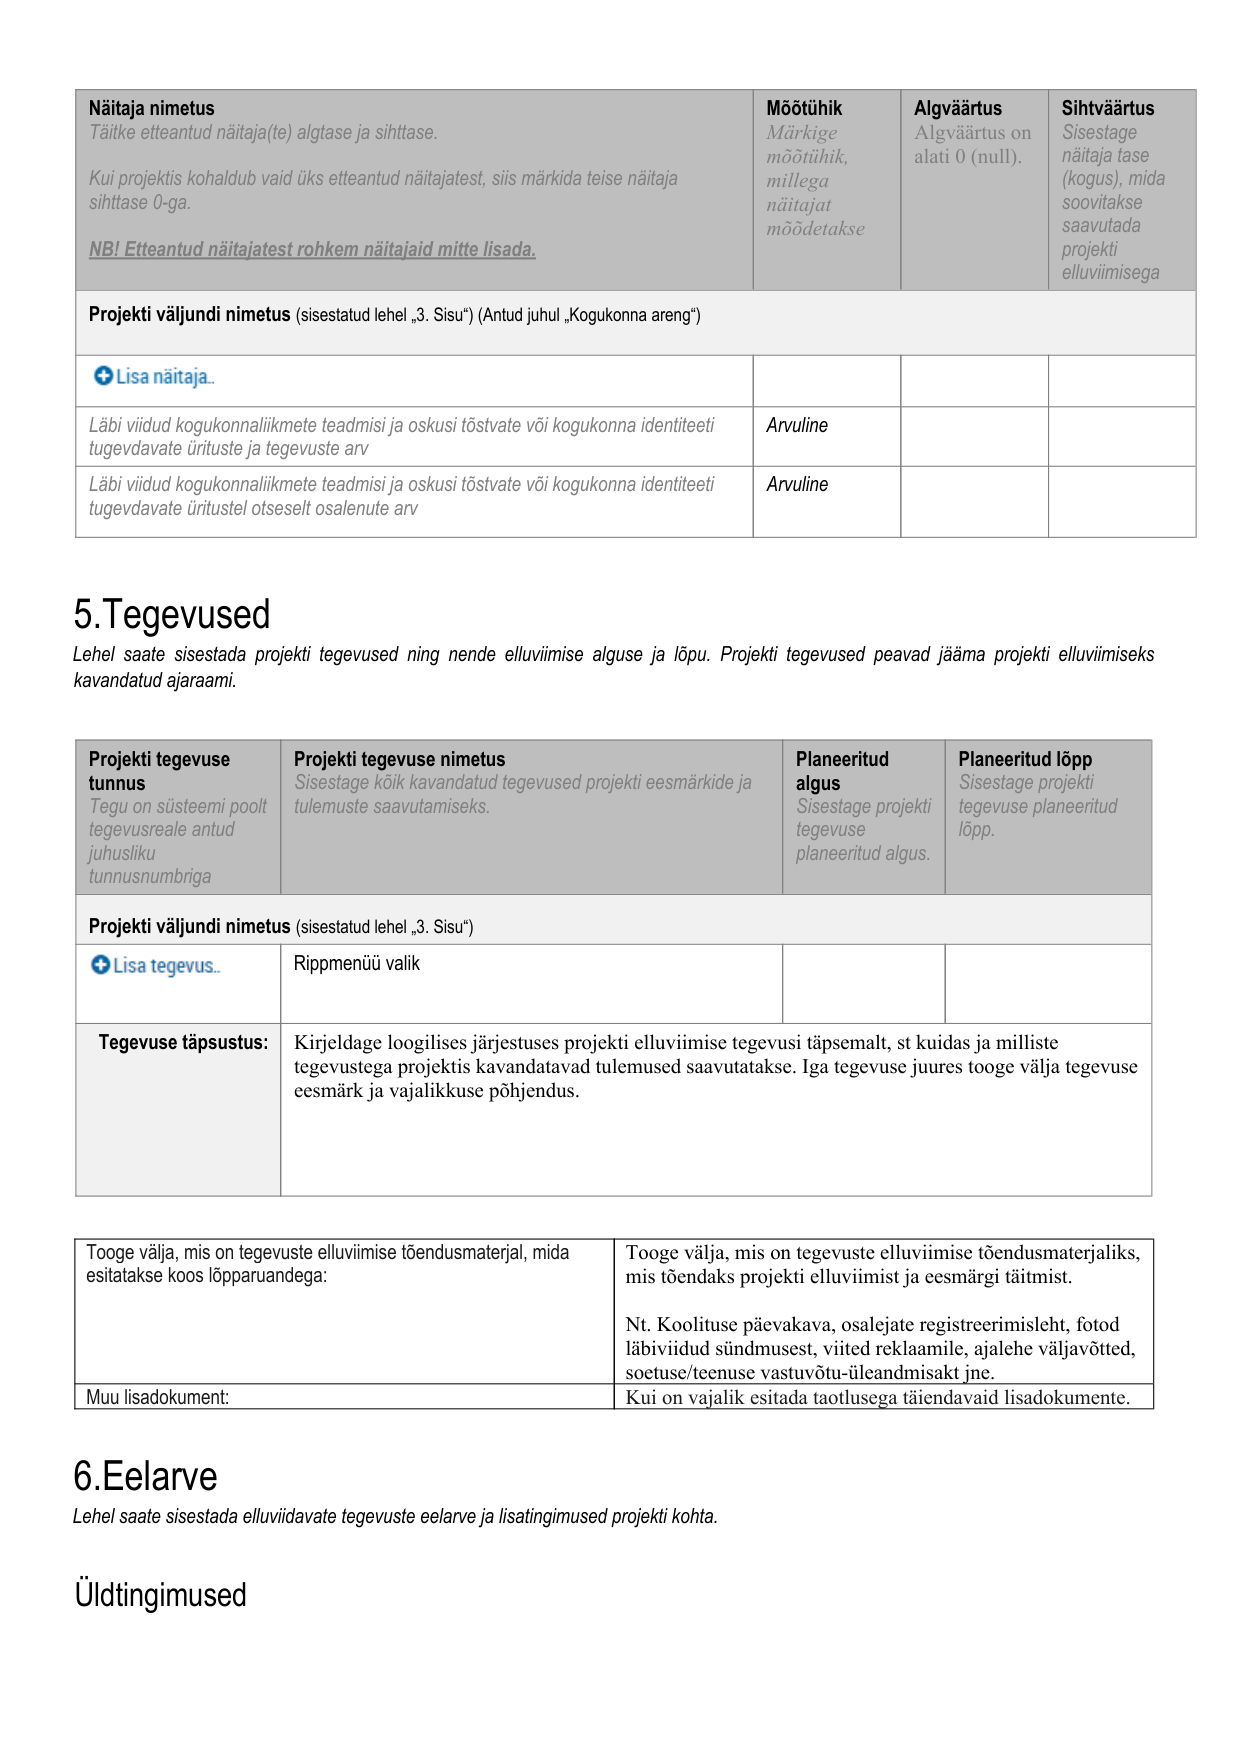 Näitaja nimetus
Täitke etteantud näitaja(te) algtase ja sihttase.
Kui projektis kohaldub vaid üks etteantud näitajatest, siis märkida teise näitaja
sihttase 0-ga.
NB! Etteantud näitajatest rohkem näitajaid mitte lisada.
Mõõtühik
Märkige
mõõtühik,
millega
näitajat
mõõdetakse
Algväärtus
Algväärtus on
alati 0 (null).
Sihtväärtus
Sisestage
näitaja tase
(kogus), mida
soovitakse
saavutada
projekti
elluviimisega
Projekti väljundi nimetus (sisestatud lehel „3. Sisu“) (Antud juhul „Kogukonna areng“)
Lisa näitaja..
Läbi viidud kogukonnaliikmete teadmisi ja oskusi tõstvate või kogukonna identiteeti
tugevdavate ürituste ja tegevuste arv
Arvuline
Läbi viidud kogukonnaliikmete teadmisi ja oskusi tõstvate või kogukonna identiteeti
tugevdavate üritustel otseselt osalenute arv
Arvuline
5.Tegevused
Lehel saate sisestada projekti tegevused ning nende elluviimise alguse ja lõpu. Projekti tegevused peavad jääma projekti elluviimiseks
kavandatud ajaraami.
Projekti tegevuse
tunnus
Tegu on süsteemi poolt
tegevusreale antud
juhusliku
tunnusnumbriga
Projekti tegevuse nimetus
Sisestage kõik kavandatud tegevused projekti eesmärkide ja
tulemuste saavutamiseks.
Planeeritud
algus
Sisestage projekti
tegevuse
planeeritud algus.
Planeeritud lõpp
Sisestage projekti
tegevuse planeeritud
lõpp.
Projekti väljundi nimetus (sisestatud lehel „3. Sisu“)
Lisa tegevus..
Rippmenüü valik
Tegevuse täpsustus:
Kirjeldage loogilises järjestuses projekti elluviimise tegevusi täpsemalt, st kuidas ja milliste
tegevustega projektis kavandatavad tulemused saavutatakse. Iga tegevuse juures tooge välja tegevuse
eesmärk ja vajalikkuse põhjendus.
Tooge välja, mis on tegevuste elluviimise tõendusmaterjal, mida
esitatakse koos lõpparuandega:
Tooge välja, mis on tegevuste elluviimise tõendusmaterjaliks,
mis tõendaks projekti elluviimist ja eesmärgi täitmist.
Nt. Koolituse päevakava, osalejate registreerimisleht, fotod
läbiviidud sündmusest, viited reklaamile, ajalehe väljavõtted,
soetuse/teenuse vastuvõtu-üleandmisakt jne.
Muu lisadokument:
Kui on vajalik esitada taotlusega täiendavaid lisadokumente.
6.Eelarve
Lehel saate sisestada elluviidavate tegevuste eelarve ja lisatingimused projekti kohta.
Üldtingimused